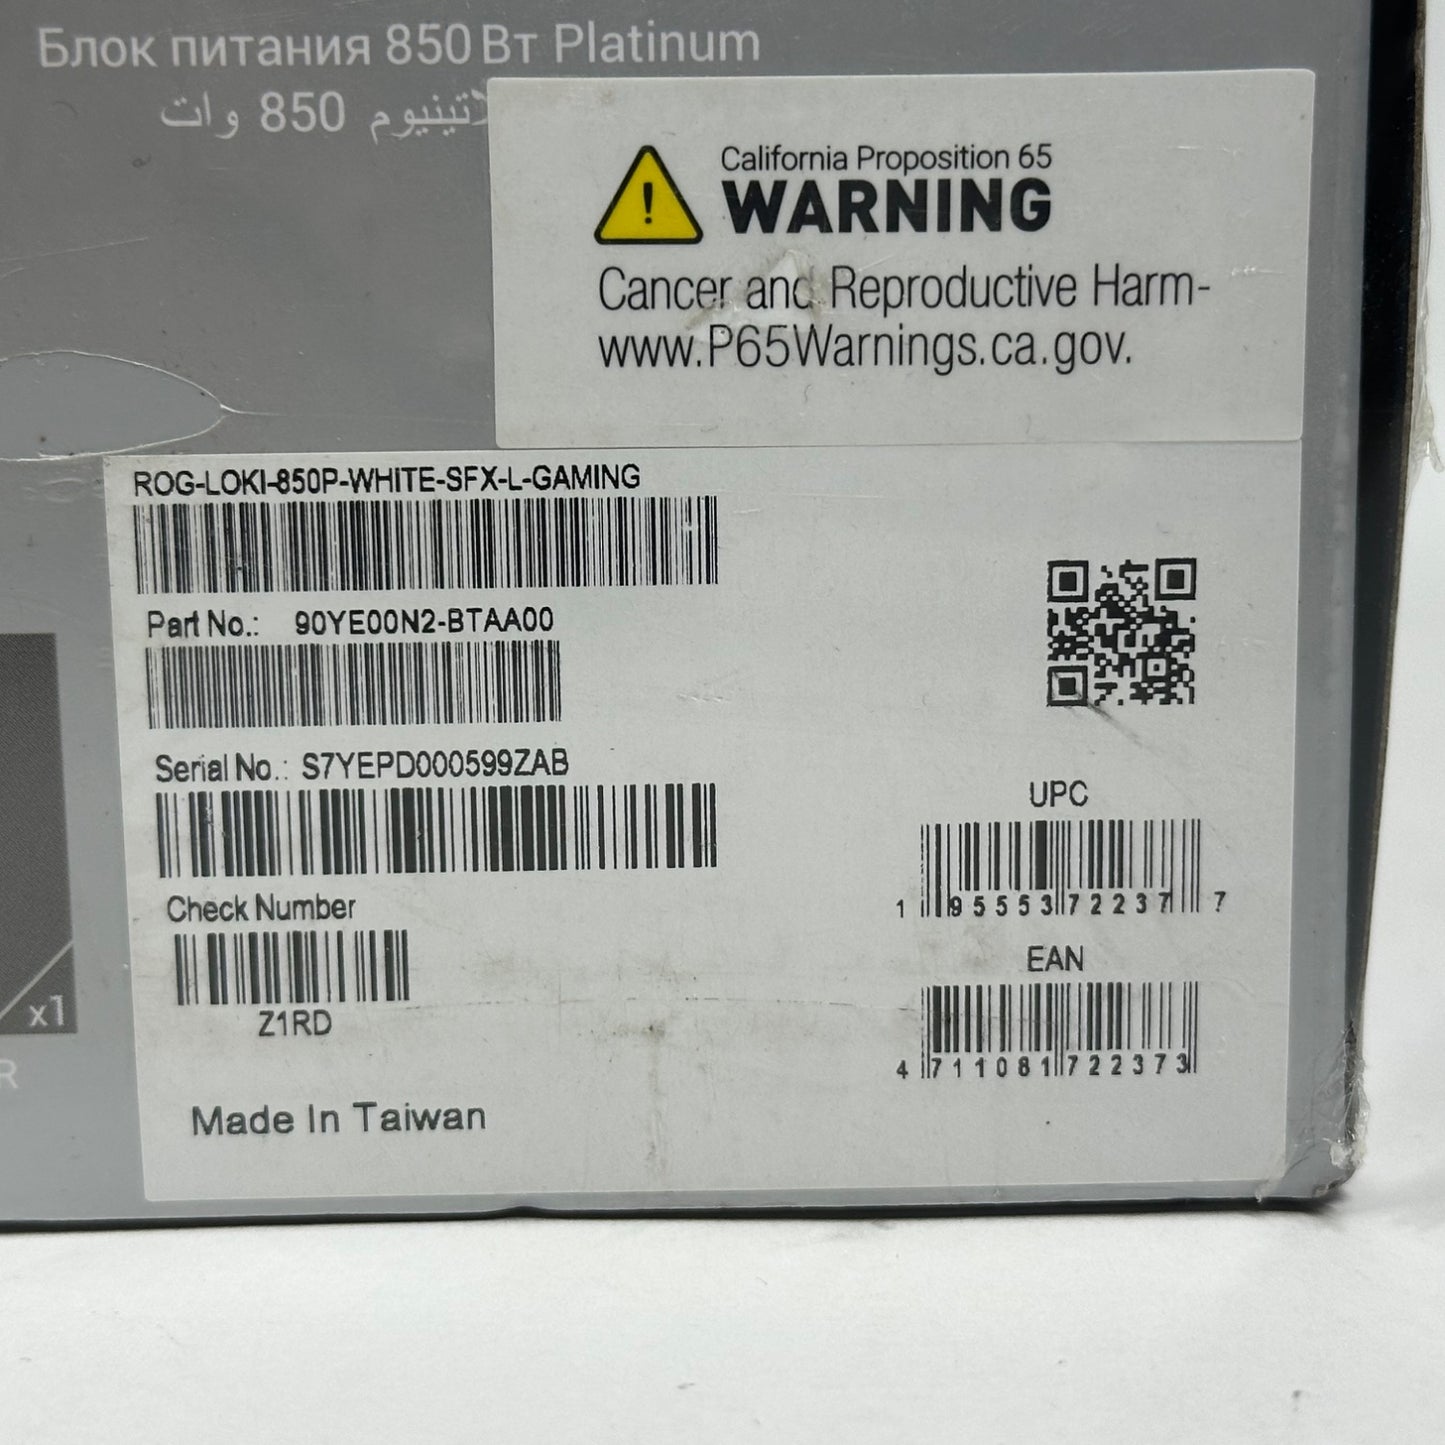 Блок питания 850 Вт Platinum
850 وات
California Proposition 65
WARNING
Cancer and Reproductive Harm-
www.P65Warnings.ca.gov.
ROG-LOKI-850P-WHITE-SFX-L-GAMING
Part No.: 90YE00N2-BTAA00
Serial No.: S7YEPD000599ZAB
Check Number
Z1RD
Made In Taiwan
UPC
1 95553 72237 7
EAN
4 711081 722373
x1
R